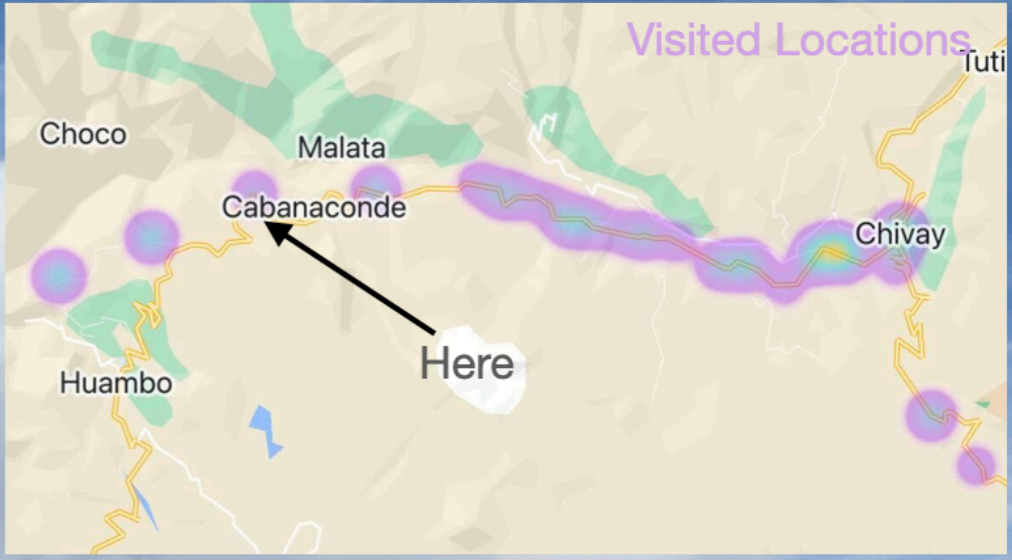 Visited Locations
Tuti
Choco
Malata
Cabanaconde
Chivay
Here
Huambo